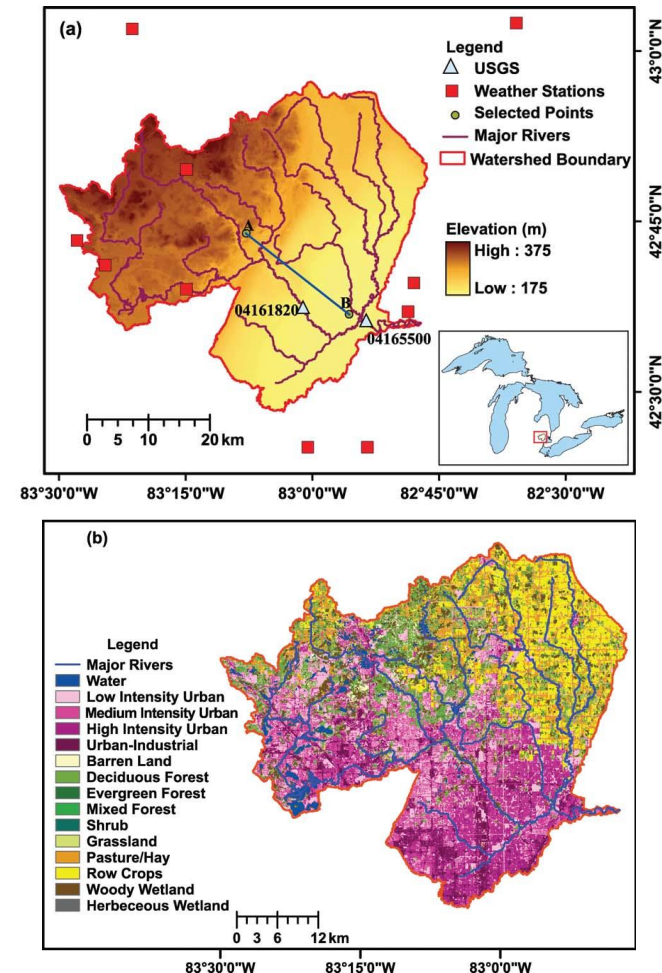 (a)
Legend
USGS
Weather Stations
Selected Points
Major Rivers
Watershed Boundary
Elevation (m)
High : 375
Low : 175
A
B
04161820
04165500
0 5 10 20 km
43°0'0"N
42°45'0"N
42°30'0"N
83°30'0"W 83°15'0"W 83°0'0"W 82°45'0"W 82°30'0"W
(b)
Legend
Major Rivers
Water
Low Intensity Urban
Medium Intensity Urban
High Intensity Urban
Urban-Industrial
Barren Land
Deciduous Forest
Evergreen Forest
Mixed Forest
Shrub
Grassland
Pasture/Hay
Row Crops
Woody Wetland
Herbeceous Wetland
0 3 6 12 km
83°30'0"W 83°15'0"W 83°0'0"W